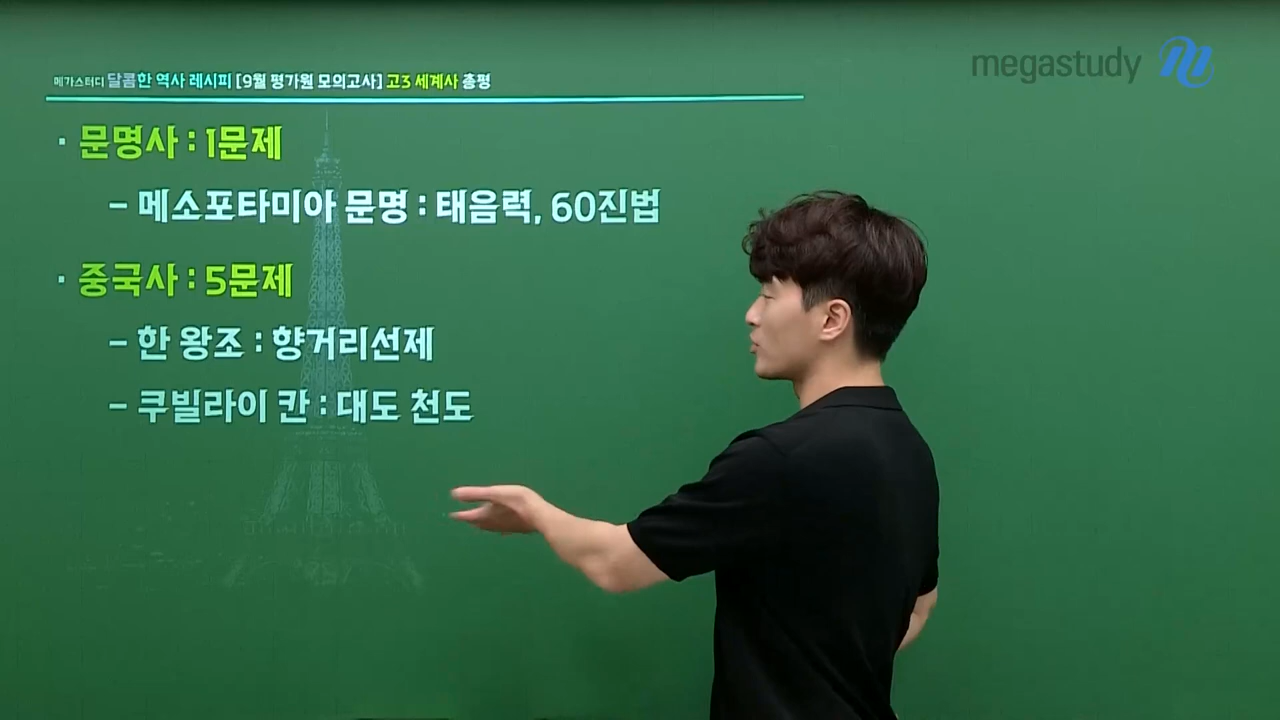 메가스터디 달콤한 역사 레시피 [9월 평가원 모의고사] 고3 세계사 총평
megastudy
· 문명사 : 1문제
– 메소포타미아 문명 : 태음력, 60진법
· 중국사 : 5문제
– 한 왕조 : 향거리선제
– 쿠빌라이 칸 : 대도 천도